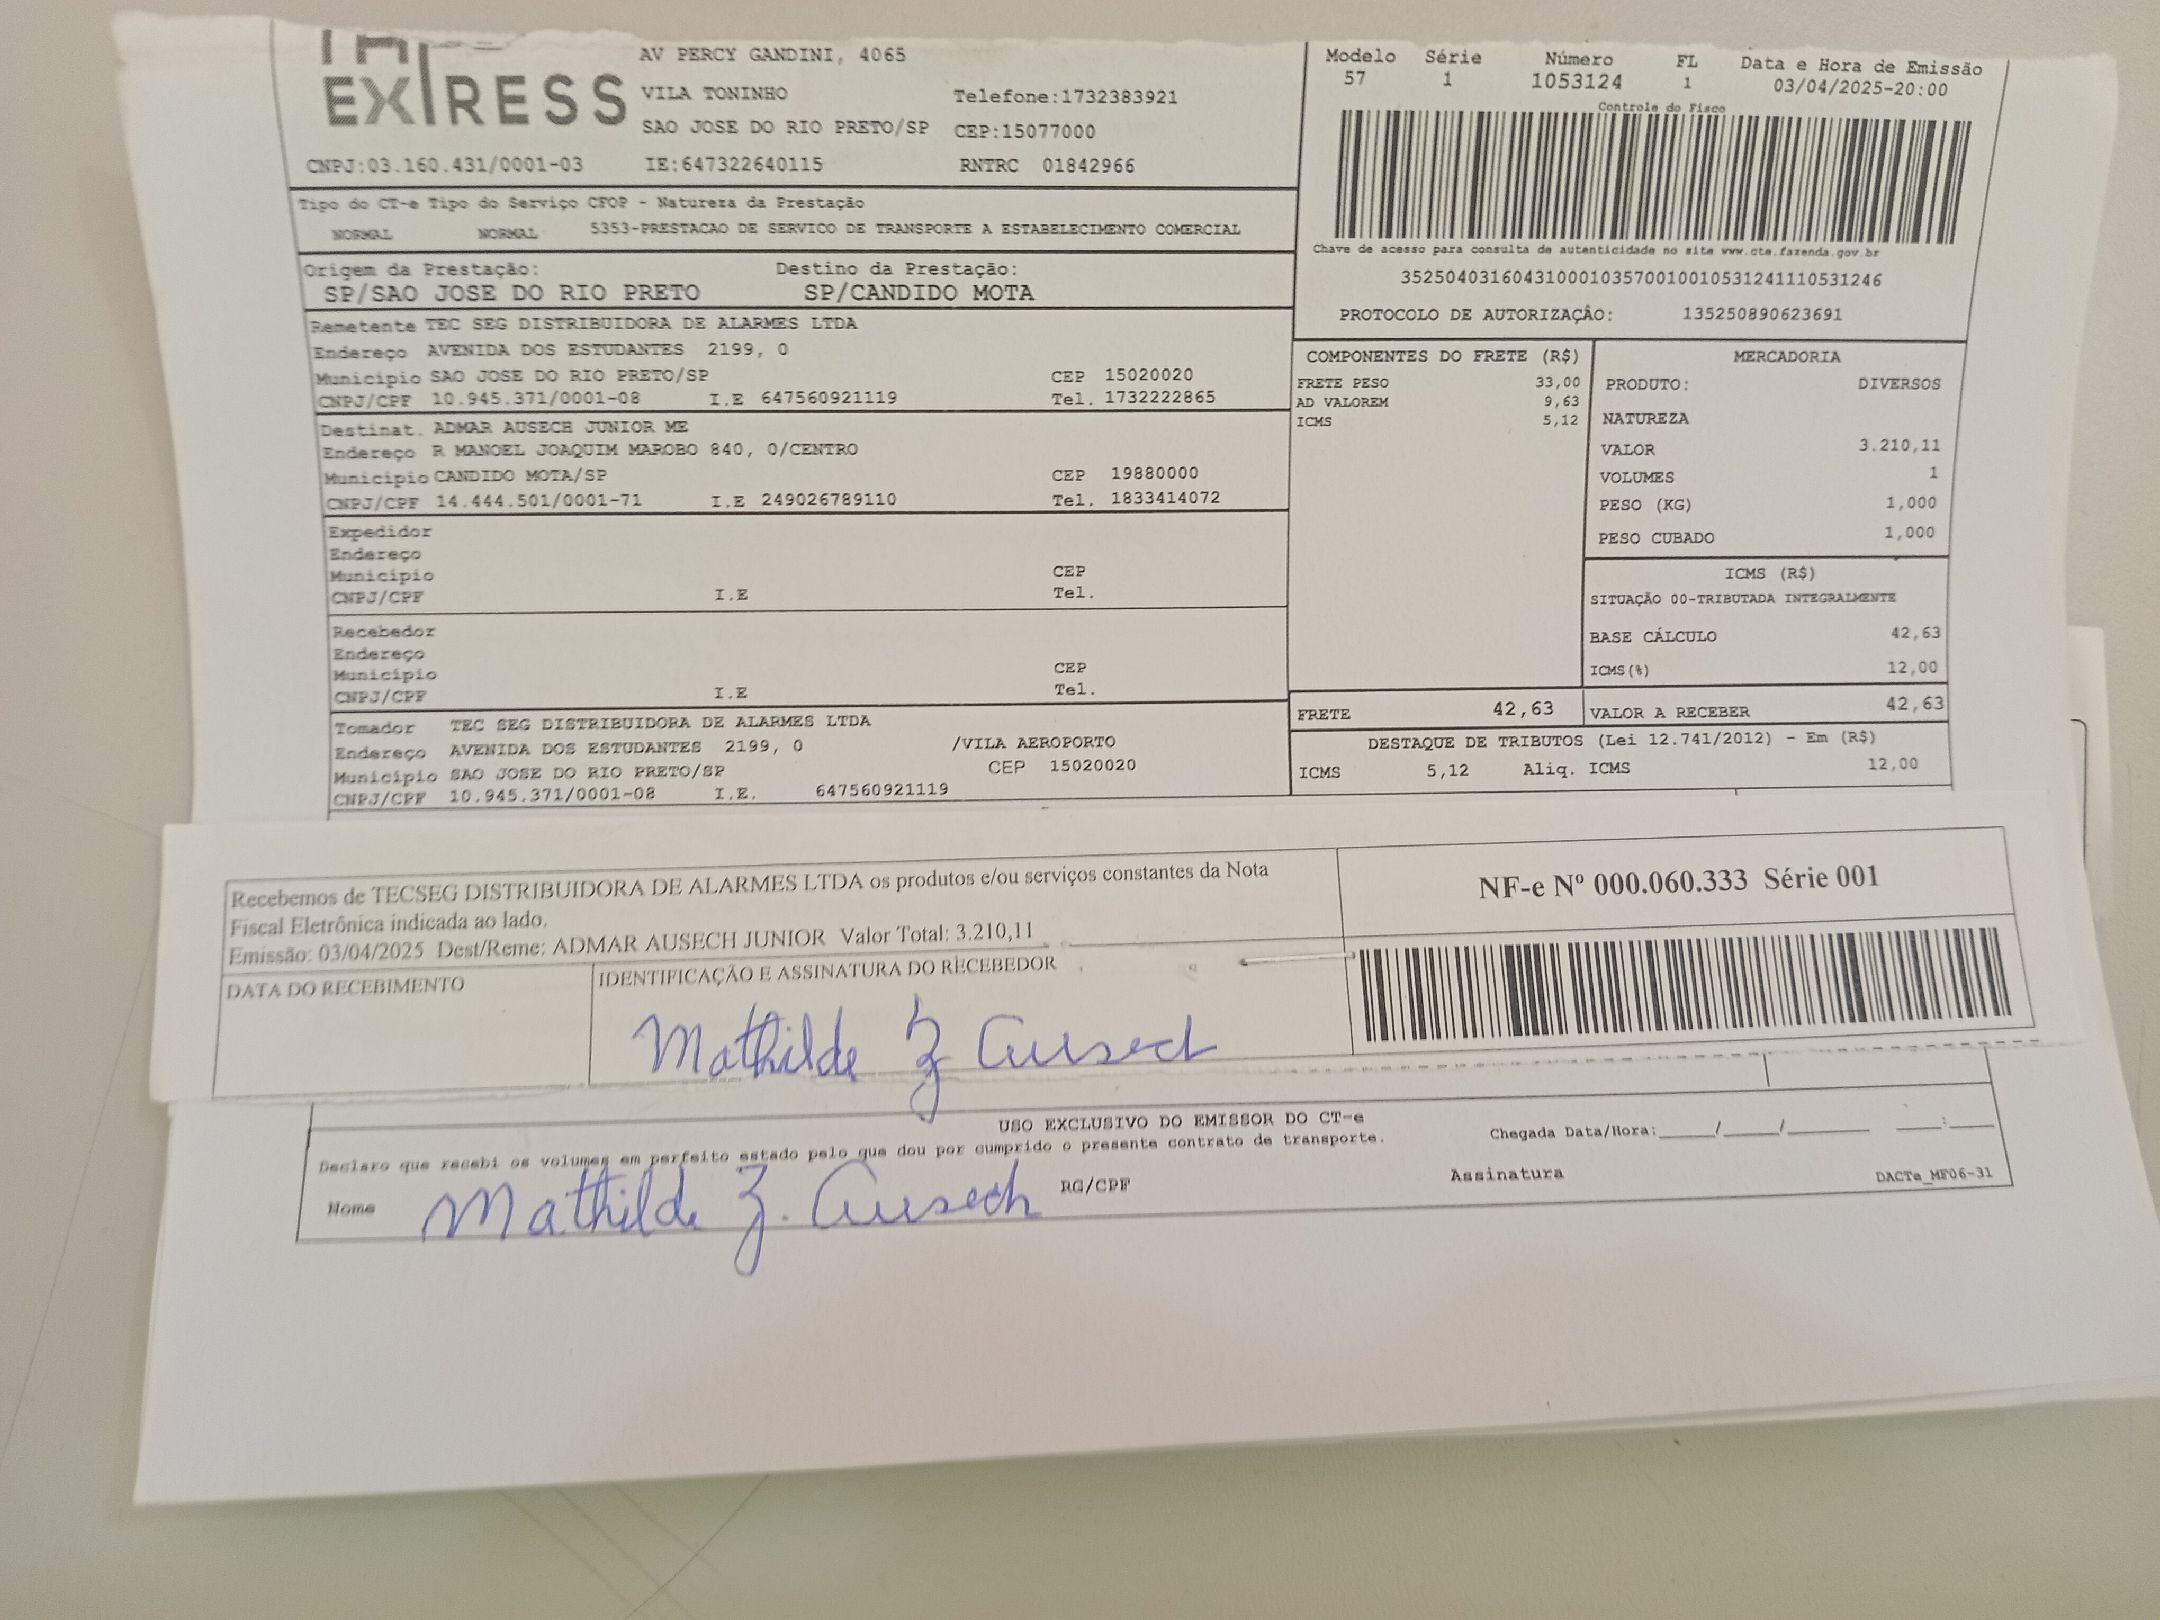 EXPRESS
AV PERCY GANDINI, 4065
VILA TONINHO Telefone:1732383921
SAO JOSE DO RIO PRETO/SP CEP:15077000
CNPJ:03.160.431/0001-03 IE:647322640115 RNTRC 01842966
Modelo Série Número FL Data e Hora de Emissão
57 1 1053124 1 03/04/2025-20:00
Controle do Fisco
Tipo do CT-e Tipo do Serviço CFOP - Natureza da Prestação
NORMAL NORMAL 5353-PRESTACAO DE SERVICO DE TRANSPORTE A ESTABELECIMENTO COMERCIAL
Chave de acesso para consulta de autenticidade no site www.cte.fazenda.gov.br
35250403160431000103570010010531241110531246
PROTOCOLO DE AUTORIZAÇÂO: 135250890623691
Origem da Prestação: Destino da Prestação:
SP/SAO JOSE DO RIO PRETO SP/CANDIDO MOTA
Remetente TEC SEG DISTRIBUIDORA DE ALARMES LTDA
Endereço AVENIDA DOS ESTUDANTES 2199, 0
Município SAO JOSE DO RIO PRETO/SP CEP 15020020
CNPJ/CPF 10.945.371/0001-08 I.E 647560921119 Tel. 1732222865
Destinat. ADMAR AUSECH JUNIOR ME
Endereço R MANOEL JOAQUIM MAROBO 840, 0/CENTRO
Município CANDIDO MOTA/SP CEP 19880000
CNPJ/CPF 14.444.501/0001-71 I.E 249026789110 Tel. 1833414072
Expedidor
Endereço
Município CEP
CNPJ/CPF I.E Tel.
Recebedor
Endereço
Município CEP
CNPJ/CPF I.E Tel.
Tomador TEC SEG DISTRIBUIDORA DE ALARMES LTDA
Endereço AVENIDA DOS ESTUDANTES 2199, 0 /VILA AEROPORTO
Município SAO JOSE DO RIO PRETO/SP CEP 15020020
CNPJ/CPF 10.945.371/0001-08 I.E. 647560921119
COMPONENTES DO FRETE (R$)
FRETE PESO 33,00
AD VALOREM 9,63
ICMS 5,12
MERCADORIA
PRODUTO: DIVERSOS
NATUREZA
VALOR 3.210,11
VOLUMES 1
PESO (KG) 1,000
PESO CUBADO 1,000
ICMS (R$)
SITUAÇÃO 00-TRIBUTADA INTEGRALMENTE
BASE CÁLCULO 42,63
ICMS(%) 12,00
FRETE 42,63 VALOR A RECEBER 42,63
DESTAQUE DE TRIBUTOS (Lei 12.741/2012) - Em (R$)
ICMS 5,12 Aliq. ICMS 12,00
Recebemos de TECSEG DISTRIBUIDORA DE ALARMES LTDA os produtos e/ou serviços constantes da Nota
Fiscal Eletrônica indicada ao lado.
Emissão: 03/04/2025 Dest/Reme: ADMAR AUSECH JUNIOR Valor Total: 3.210,11
NF-e Nº 000.060.333 Série 001
DATA DO RECEBIMENTO IDENTIFICAÇÃO E ASSINATURA DO RECEBEDOR
Mathilde Z Ausech
USO EXCLUSIVO DO EMISSOR DO CT-e
Declaro que recebi os volumes em perfeito estado pelo que dou por cumprido o presente contrato de transporte.
Chegada Data/Hora:_____/_____/_______ ____:____
Nome Mathilde Z. Ausech RG/CPF Assinatura DACTe_MF06-31